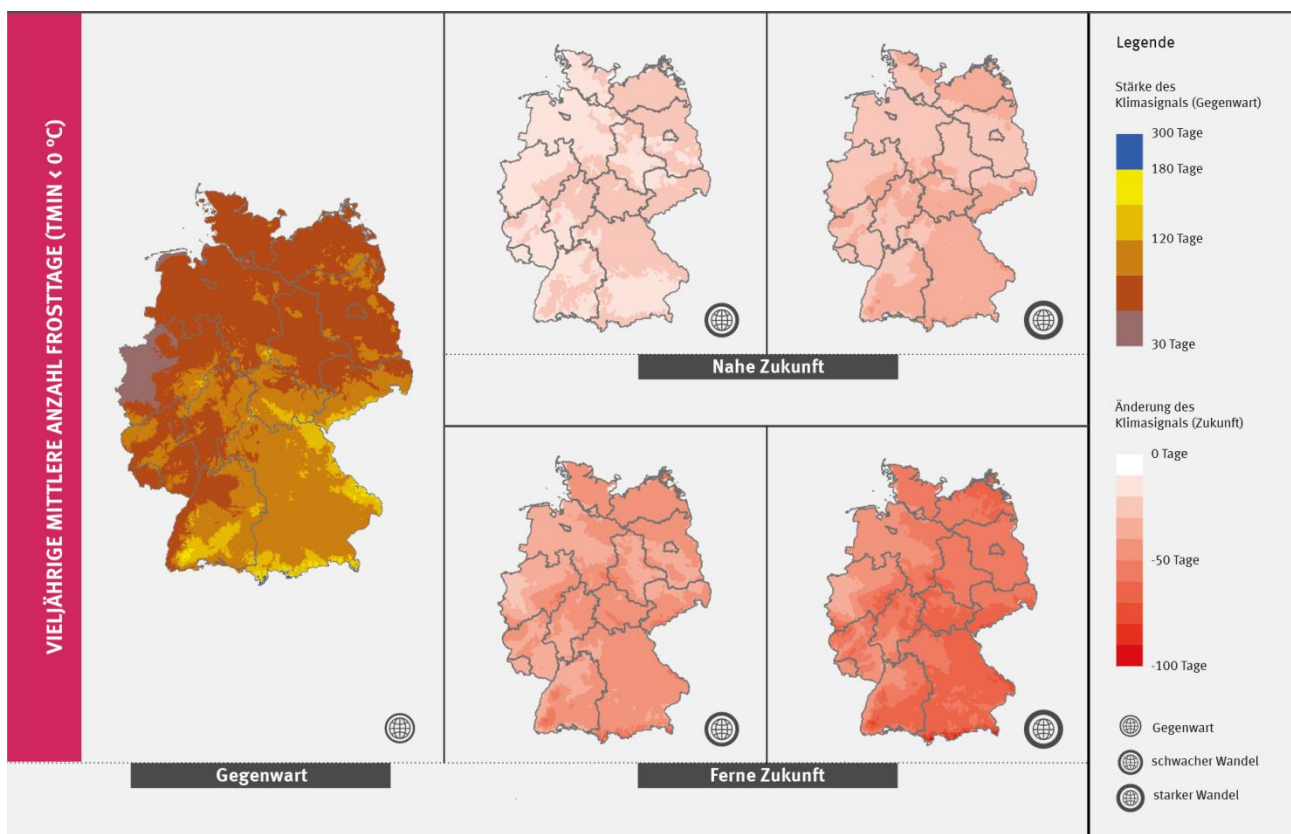 VIELJÄHRIGE MITTLERE ANZAHL FROSTTAGE (TMIN < 0 °C)
Gegenwart
Nahe Zukunft
Ferne Zukunft
Legende
Stärke des
Klimasignals (Gegenwart)
300 Tage
180 Tage
120 Tage
30 Tage
Änderung des
Klimasignals (Zukunft)
0 Tage
-50 Tage
-100 Tage
Gegenwart
schwacher Wandel
starker Wandel